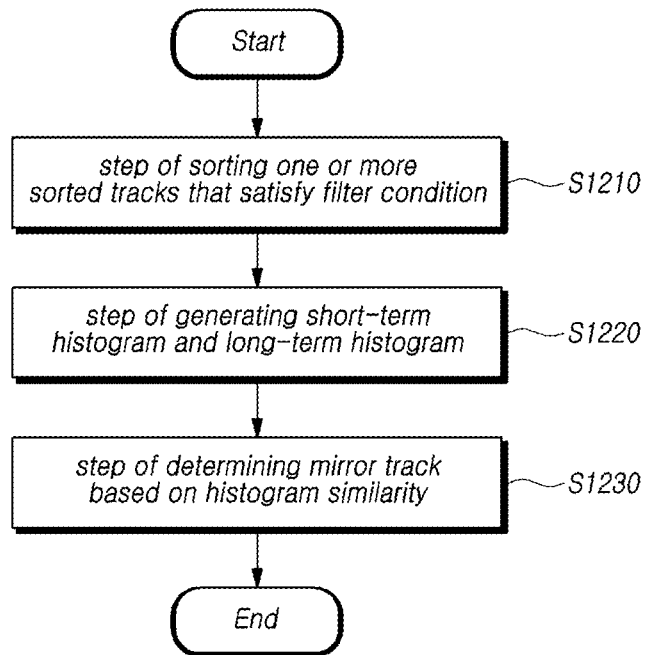 Start
step of sorting one or more
sorted tracks that satisfy filter condition
S1210
step of generating short-term
histogram and long-term histogram
S1220
step of determining mirror track
based on histogram similarity
S1230
End